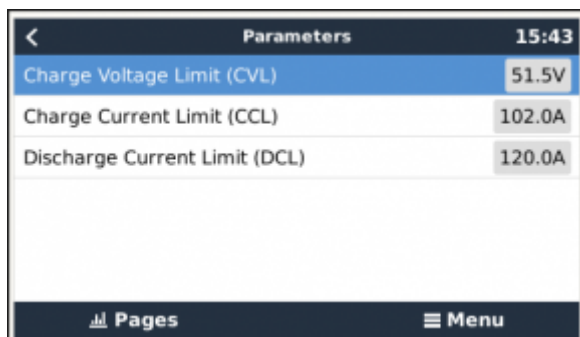 Parameters 15:43
Charge Voltage Limit (CVL) 51.5V
Charge Current Limit (CCL) 102.0A
Discharge Current Limit (DCL) 120.0A
Pages Menu